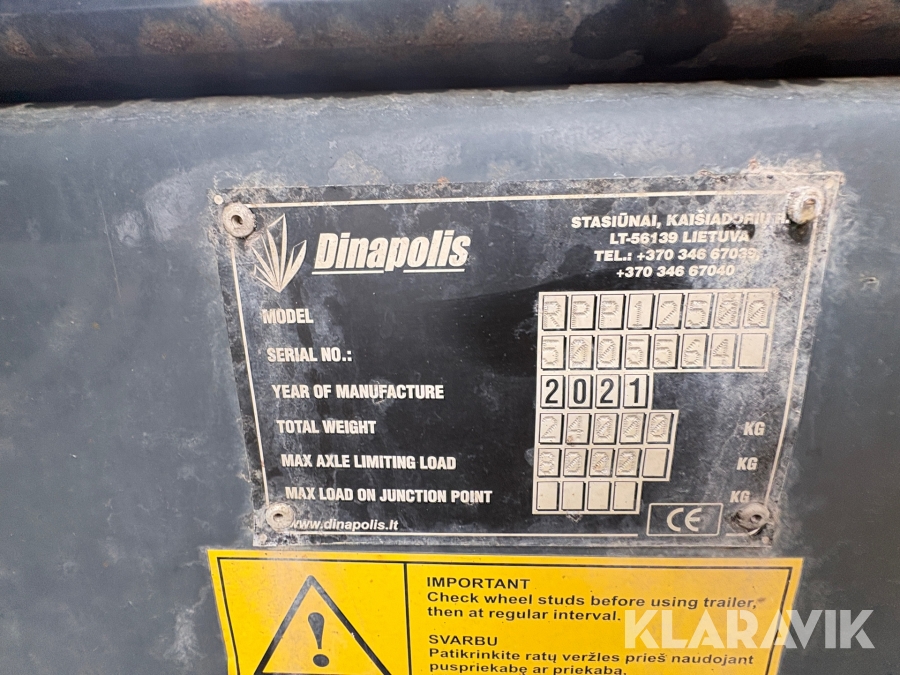 Dinapolis
STASIŪNAI, KAIŠIADORIŲ R.
LT-56139 LIETUVA
TEL.: +370 346 67039,
+370 346 67040
MODEL RPP12500
SERIAL NO.: 5005564
YEAR OF MANUFACTURE 2021
TOTAL WEIGHT 24000 KG
MAX AXLE LIMITING LOAD 8000 KG
MAX LOAD ON JUNCTION POINT KG
www.dinapolis.lt
CE
IMPORTANT
Check wheel studs before using trailer,
then at regular interval.
SVARBU
Patikrinkite ratų veržles prieš naudojant
puspriekabę ar priekabą.
KLARAVIK